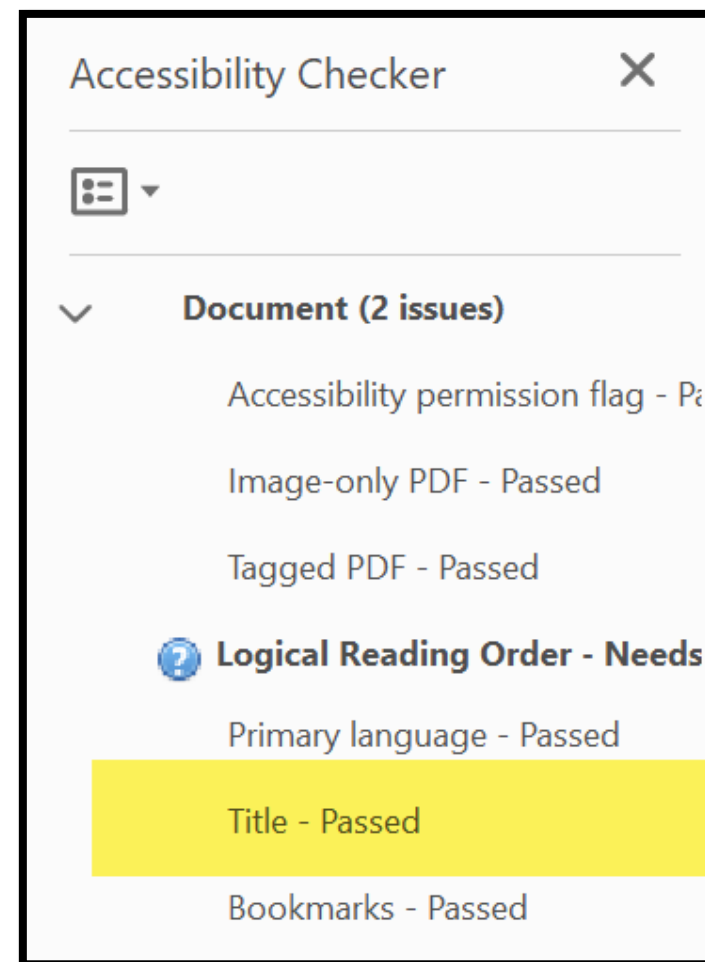 Accessibility Checker
Document (2 issues)
Accessibility permission flag -
Image-only PDF - Passed
Tagged PDF - Passed
Logical Reading Order - Needs
Primary language - Passed
Title - Passed
Bookmarks - Passed